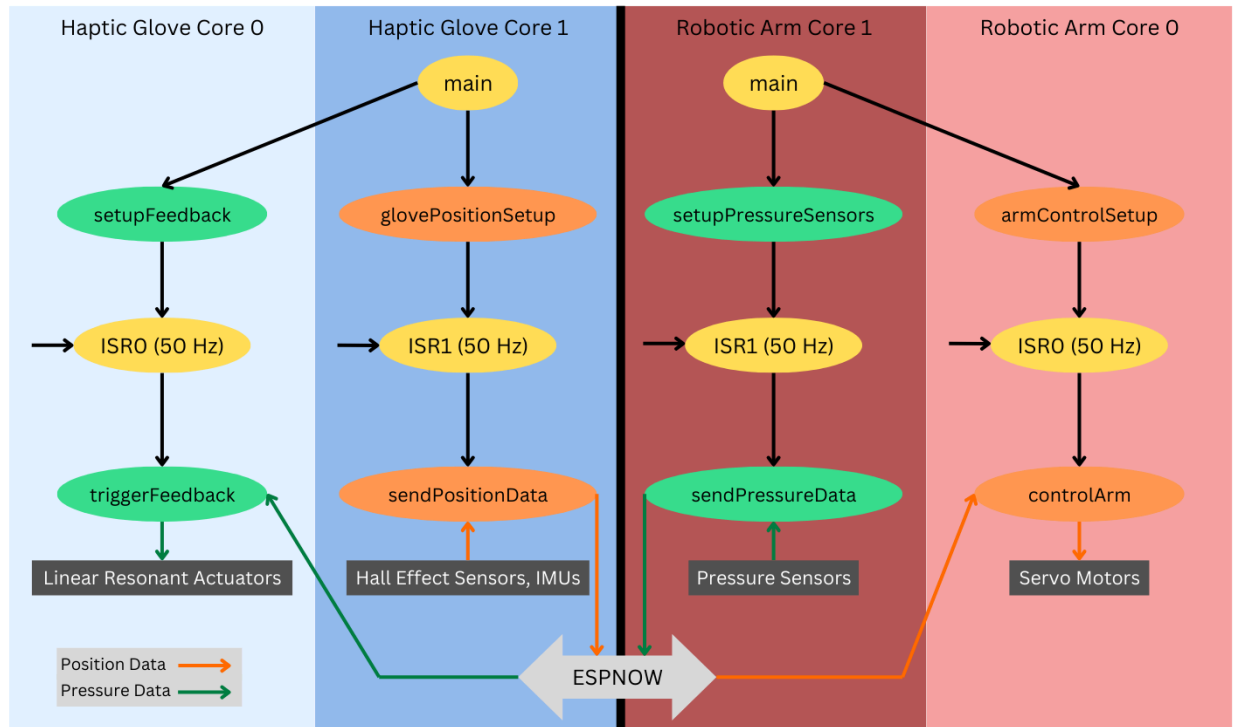 Haptic Glove Core 0
Haptic Glove Core 1
Robotic Arm Core 1
Robotic Arm Core 0
main
main
setupFeedback
glovePositionSetup
setupPressureSensors
armControlSetup
ISR0 (50 Hz)
ISR1 (50 Hz)
ISR1 (50 Hz)
ISR0 (50 Hz)
triggerFeedback
sendPositionData
sendPressureData
controlArm
Linear Resonant Actuators
Hall Effect Sensors, IMUs
Pressure Sensors
Servo Motors
Position Data
Pressure Data
ESPNOW